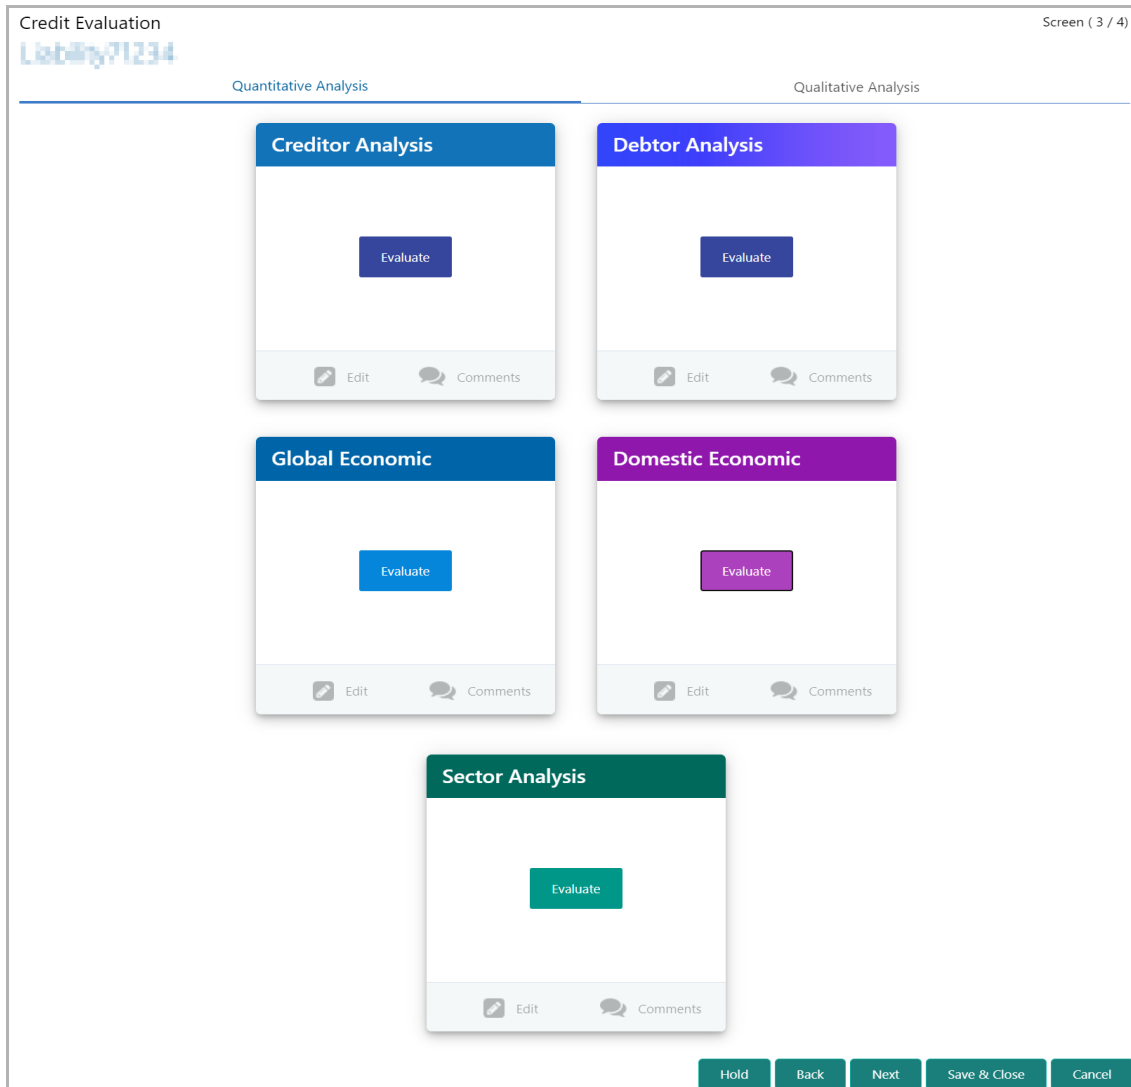 Credit Evaluation
Screen ( 3 / 4)
Quantitative Analysis
Qualitative Analysis
Creditor Analysis
Debtor Analysis
Evaluate
Evaluate
Edit
Comments
Edit
Comments
Global Economic
Domestic Economic
Evaluate
Evaluate
Edit
Comments
Edit
Comments
Sector Analysis
Evaluate
Edit
Comments
Hold
Back
Next
Save & Close
Cancel